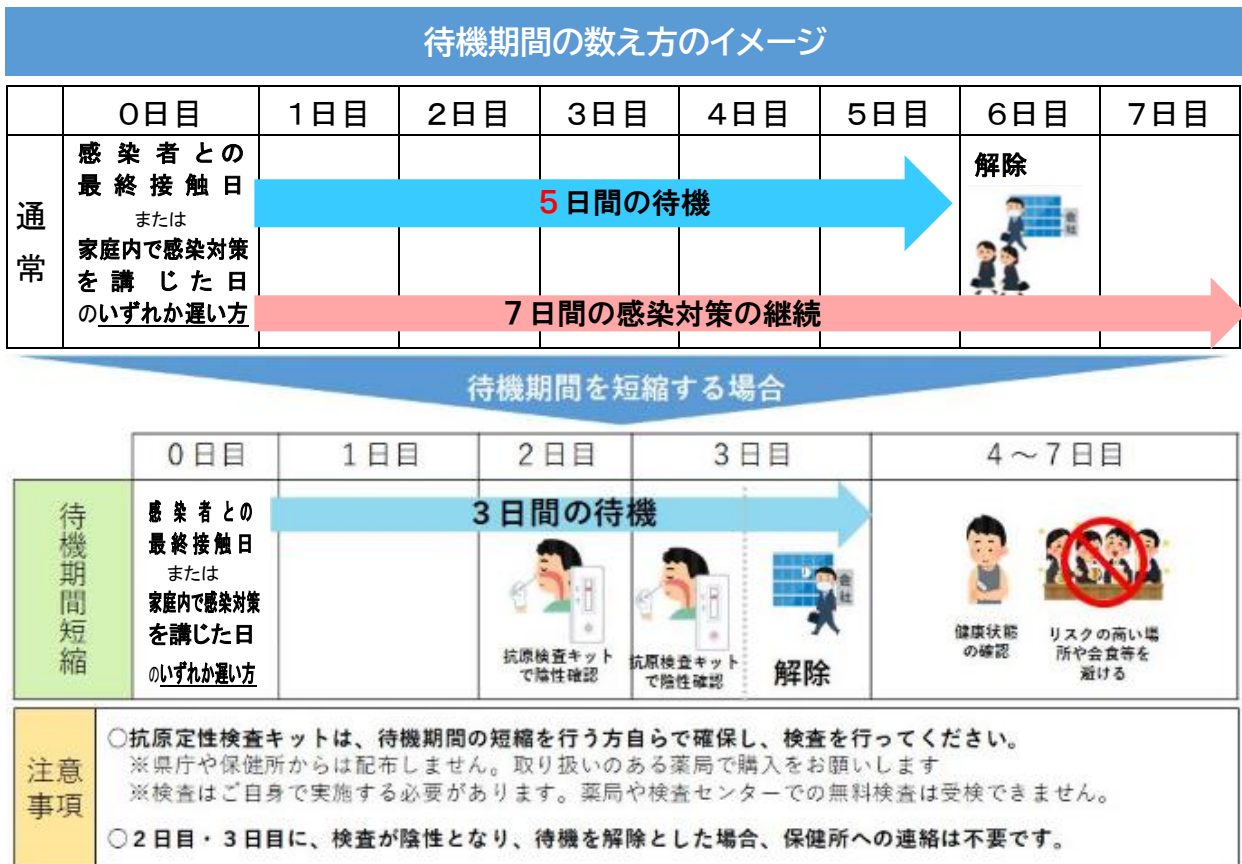 待機期間の数え方のイメージ
0日目
1日目
2日目
3日目
4日目
5日目
6日目
7日目
通常
感染者との
最終接触日
または
家庭内で感染対策
を講じた日
のいずれか遅い方
5日間の待機
解除
会社
7日間の感染対策の継続
待機期間を短縮する場合
0日目
1日目
2日目
3日目
4～7日目
待機期間短縮
感染者との
最終接触日
または
家庭内で感染対策
を講じた日
のいずれか遅い方
3日間の待機
抗原検査キット
で陰性確認
抗原検査キット
で陰性確認
会社
解除
健康状態
の確認
リスクの高い場
所や会食等を
避ける
注意
事項
○抗原定性検査キットは、待機期間の短縮を行う方自らで確保し、検査を行ってください。
※県庁や保健所からは配布しません。取り扱いのある薬局で購入をお願いします
※検査はご自身で実施する必要があります。薬局や検査センターでの無料検査は受検できません。
○2日目・3日目に、検査が陰性となり、待機を解除とした場合、保健所への連絡は不要です。